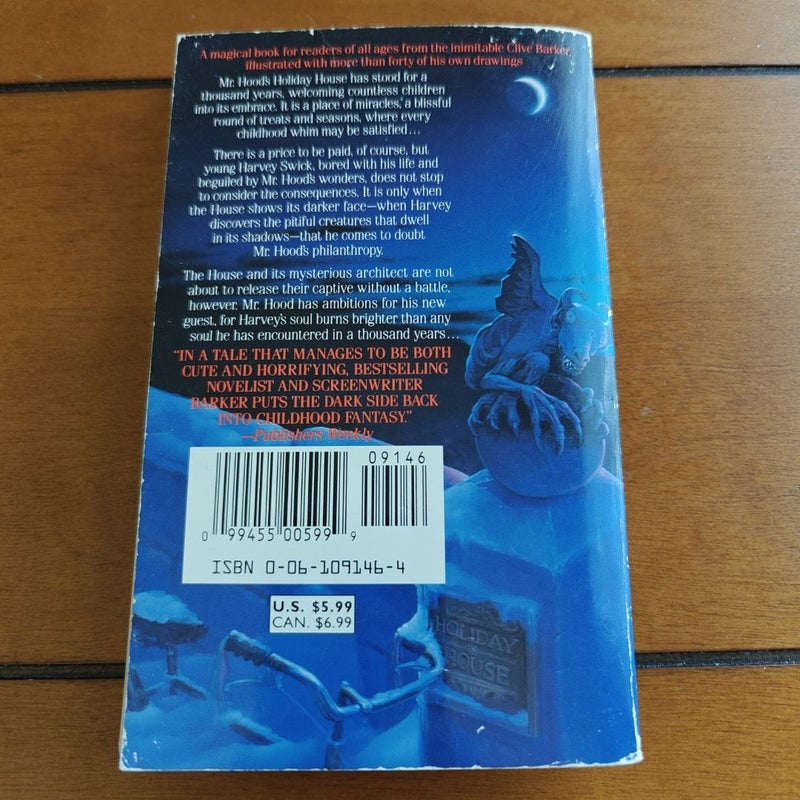 A magical book for readers of all ages from the inimitable Clive Barker,
illustrated with more than forty of his own drawings
Mr. Hood's Holiday House has stood for a
thousand years, welcoming countless children
into its embrace. It is a place of miracles, a blissful
round of treats and seasons, where every
childhood whim may be satisfied...
There is a price to be paid, of course, but
young Harvey Swick, bored with his life and
beguiled by Mr. Hood's wonders, does not stop
to consider the consequences. It is only when
the House shows its darker face—when Harvey
discovers the pitiful creatures that dwell
in its shadows—that he comes to doubt
Mr. Hood's philanthropy.
The House and its mysterious architect are not
about to release their captive without a battle,
however. Mr. Hood has ambitions for his new
guest, for Harvey's soul burns brighter than any
soul he has encountered in a thousand years...
"IN A TALE THAT MANAGES TO BE BOTH
CUTE AND HORRIFYING, BESTSELLING
NOVELIST AND SCREENWRITER
BARKER PUTS THE DARK SIDE BACK
INTO CHILDHOOD FANTASY."
—Publishers Weekly
09146
0 99455 00599 9
ISBN 0-06-109146-4
U.S. $5.99
CAN. $6.99
HOLIDAY
HOUSE